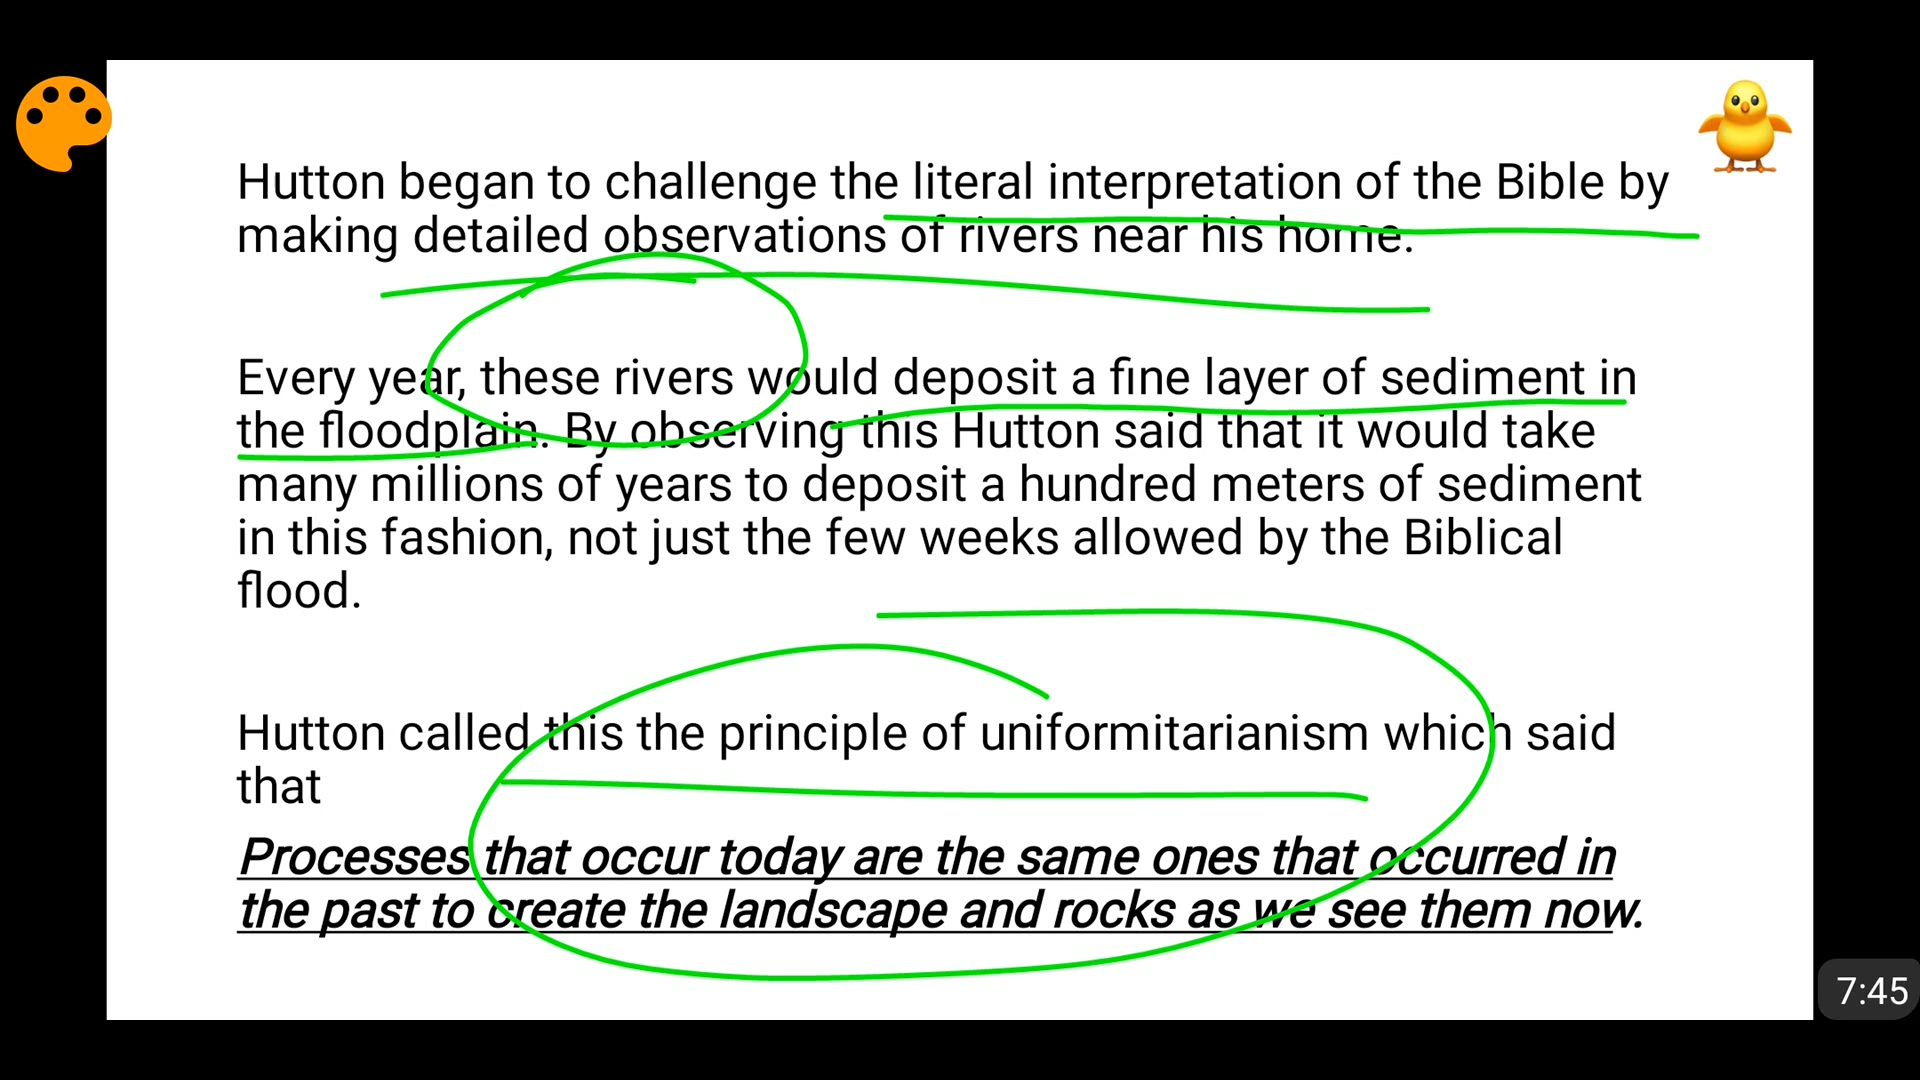 Hutton began to challenge the literal interpretation of the Bible by
making detailed observations of rivers near his home.
Every year, these rivers would deposit a fine layer of sediment in
the floodplain. By observing this Hutton said that it would take
many millions of years to deposit a hundred meters of sediment
in this fashion, not just the few weeks allowed by the Biblical
flood.
Hutton called this the principle of uniformitarianism which said
that
Processes that occur today are the same ones that occurred in
the past to create the landscape and rocks as we see them now.
7:45